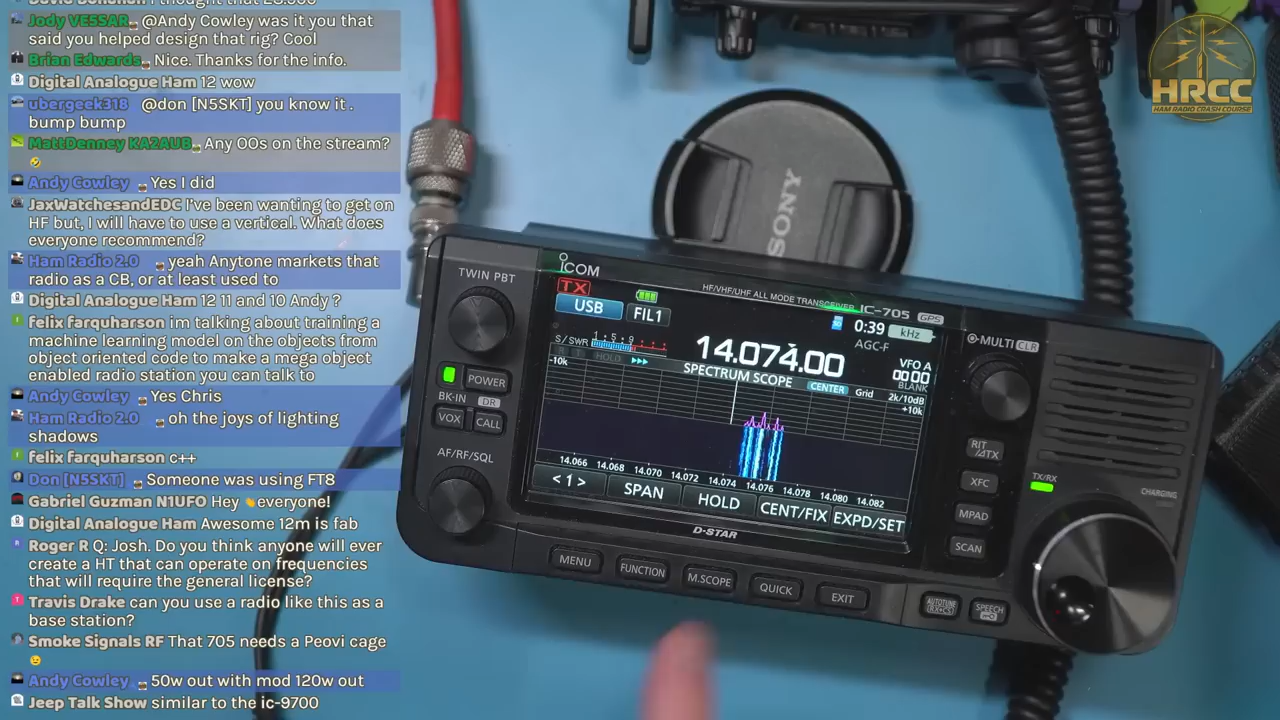 Jody VE5SAR @Andy Cowley was it you that
said you helped design that rig? Cool
Brian Edwards Nice. Thanks for the info.
Digital Analogue Ham 12 wow
ubergeek318 @don [N5SKT] you know it .
bump bump
MattDenney KA2AUB Any OOs on the stream?
Andy Cowley Yes I did
JaxWatchesandEDC I've been wanting to get on
HF but, I will have to use a vertical. What does
everyone recommend?
Ham Radio 2.0 yeah Anytone markets that
radio as a CB, or at least used to
Digital Analogue Ham 12 11 and 10 Andy ?
felix farquharson im talking about training a
machine learning model on the objects from
object oriented code to make a mega object
enabled radio station you can talk to
Andy Cowley Yes Chris
Ham Radio 2.0 oh the joys of lighting
shadows
felix farquharson c++
Don [N5SKT] Someone was using FT8
Gabriel Guzman N1UFO Hey everyone!
Digital Analogue Ham Awesome 12m is fab
Roger R Q: Josh. Do you think anyone will ever
create a HT that can operate on frequencies
that will require the general license?
Travis Drake can you use a radio like this as a
base station?
Smoke Signals RF That 705 needs a Peovi cage
Andy Cowley 50w out with mod 120w out
Jeep Talk Show similar to the ic-9700
HRCC
HAM RADIO CRASH COURSE
SONY
ICOM
HF/VHF/UHF ALL MODE TRANSCEIVER IC-705 GPS
TWIN PBT
TX
USB
FIL1
0:39 kHz
AGC-F
S/SWR
14.074.00
VFO A
00 00
BLANK
HOLD
-10k
SPECTRUM SCOPE
CENTER
Grid
2k/10dB
+10k
14.066 14.068 14.070 14.072 14.074 14.076 14.078 14.080 14.082
<1>
SPAN
HOLD
CENT/FIX
EXPD/SET
POWER
BK-IN
DR
VOX
CALL
AF/RF/SQL
MULTI CLR
RIT
XFC
MPAD
SCAN
TX/RX
CHARGING
D-STAR
MENU
FUNCTION
M.SCOPE
QUICK
EXIT
AUTOTUNE
SPEECH